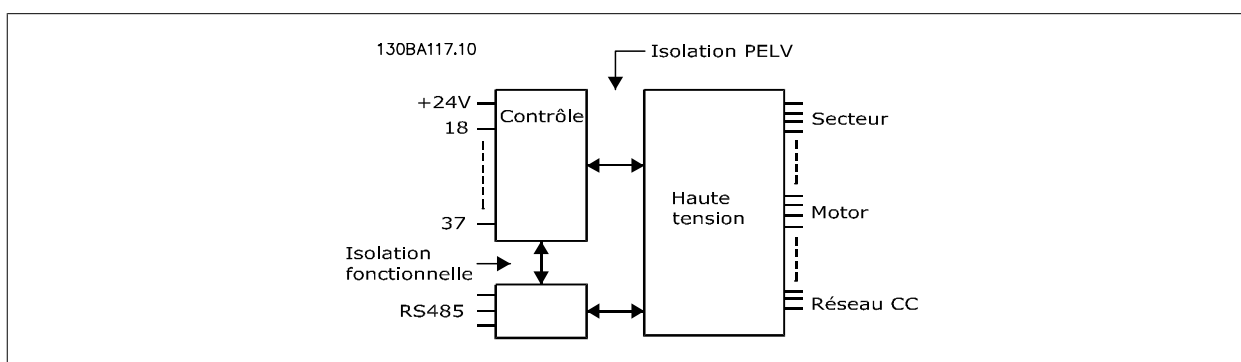 130BA117.10
Isolation PELV
+24V
18
37
Contrôle
Haute
tension
Secteur
Motor
Réseau CC
Isolation
fonctionnelle
RS485